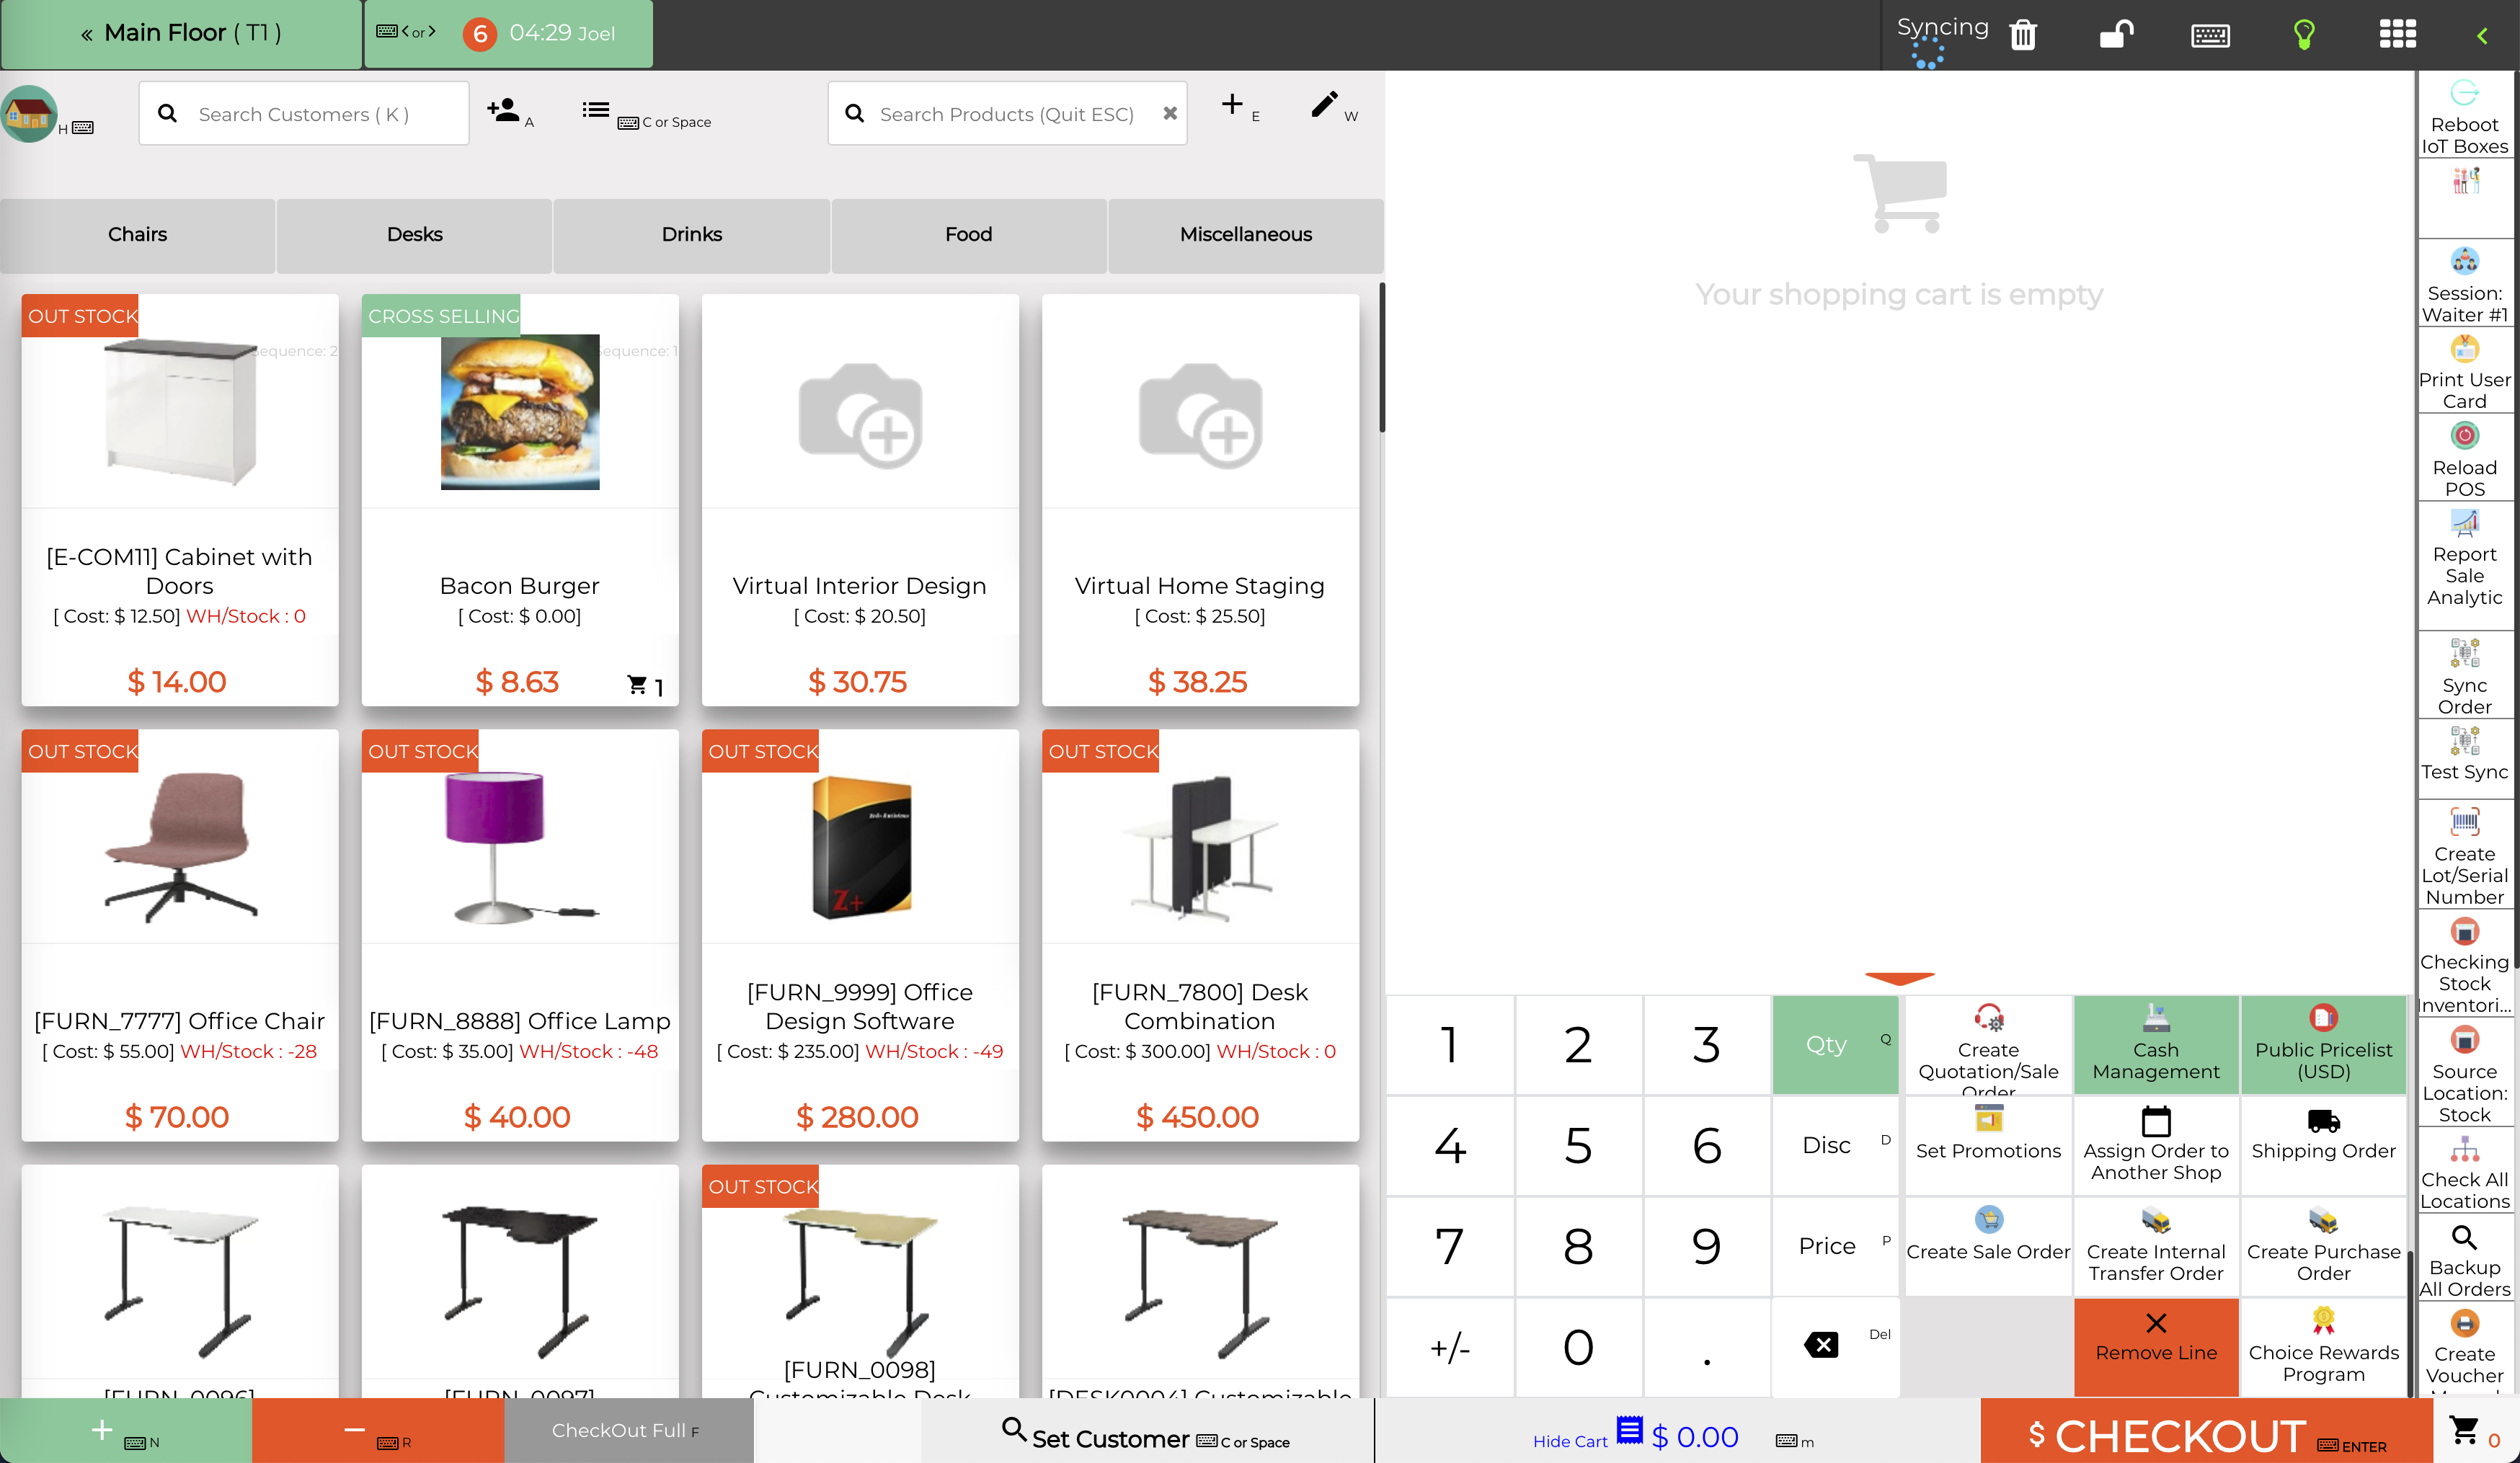 « Main Floor ( T1 )
< or >
6 04:29 Joel
Syncing
H
Search Customers ( K )
A
C or Space
Search Products (Quit ESC)
E
W
Chairs
Desks
Drinks
Food
Miscellaneous
OUT STOCK
Sequence: 2
[E-COM11] Cabinet with
Doors
[ Cost: $ 12.50] WH/Stock : 0
$ 14.00
CROSS SELLING
Sequence: 1
Bacon Burger
[ Cost: $ 0.00]
$ 8.63
1
Virtual Interior Design
[ Cost: $ 20.50]
$ 30.75
Virtual Home Staging
[ Cost: $ 25.50]
$ 38.25
OUT STOCK
[FURN_7777] Office Chair
[ Cost: $ 55.00] WH/Stock : -28
$ 70.00
OUT STOCK
[FURN_8888] Office Lamp
[ Cost: $ 35.00] WH/Stock : -48
$ 40.00
OUT STOCK
Z+
[FURN_9999] Office
Design Software
[ Cost: $ 235.00] WH/Stock : -49
$ 280.00
OUT STOCK
[FURN_7800] Desk
Combination
[ Cost: $ 300.00] WH/Stock : 0
$ 450.00
[FURN_0096]
[FURN_0097]
OUT STOCK
[FURN_0098]
Customizable Desk
[DESK0004] Customizable
Your shopping cart is empty
1
2
3
Qty Q
4
5
6
Disc D
7
8
9
Price P
+/-
0
.
Del
Create
Quotation/Sale
Order
Cash
Management
Public Pricelist
(USD)
Set Promotions
Assign Order to
Another Shop
Shipping Order
Create Sale Order
Create Internal
Transfer Order
Create Purchase
Order
Remove Line
Choice Rewards
Program
Reboot
IoT Boxes
Session:
Waiter #1
Print User
Card
Reload
POS
Report
Sale
Analytic
Sync
Order
Test Sync
Create
Lot/Serial
Number
Checking
Stock
Inventori...
Source
Location:
Stock
Check All
Locations
Backup
All Orders
Create
Voucher
N
R
CheckOut Full F
Set Customer C or Space
Hide Cart $ 0.00 m
$ CHECKOUT ENTER
0